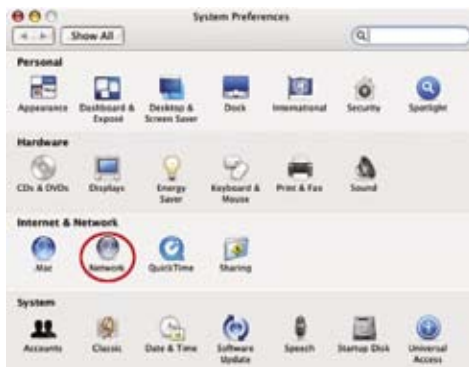 System Preferences
Show All
Personal
Appearance Dashboard & Exposé Desktop & Screen Saver Dock International Security Spotlight
Hardware
CDs & DVDs Displays Energy Saver Keyboard & Mouse Print & Fax Sound
Internet & Network
.Mac Network QuickTime Sharing
System
Accounts Classic Date & Time Software Update Speech Startup Disk Universal Access